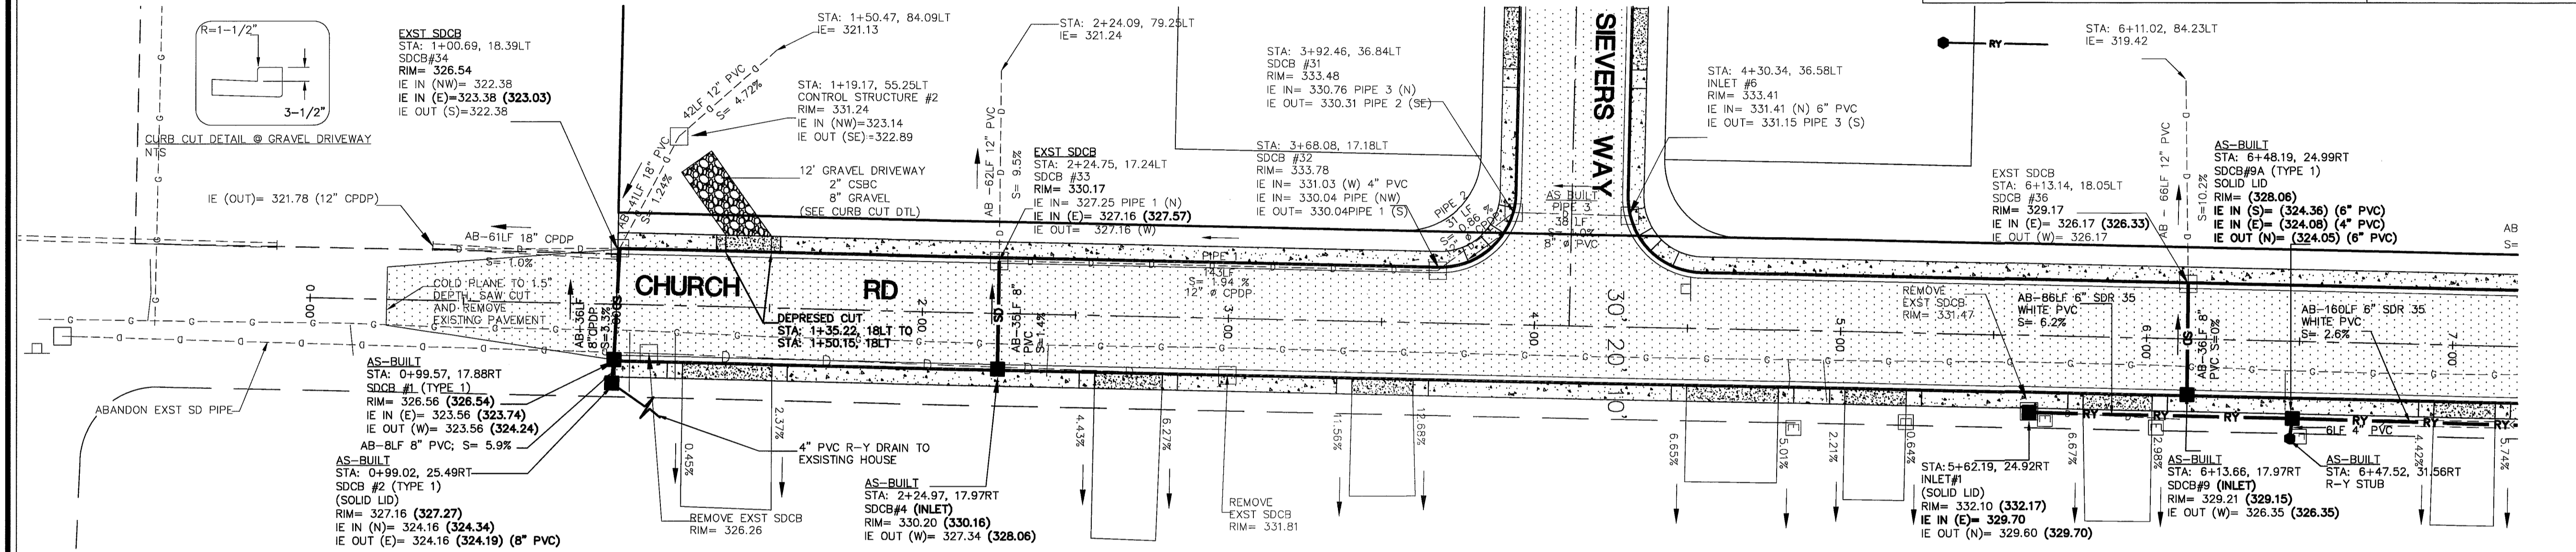 R=1-1/2"
3-1/2"
CURB CUT DETAIL @ GRAVEL DRIVEWAY
NTS
EXST SDCB
STA: 1+00.69, 18.39LT
SDCB#34
RIM= 326.54
IE IN (NW)= 322.38
IE IN (E)=323.38 (323.03)
IE OUT (S)=322.38
IE (OUT)= 321.78 (12" CPDP)
AB-61LF 18" CPDP
S= 1.0%
COLD PLANE TO 1.5"
DEPTH, SAW CUT
AND REMOVE
EXISTING PAVEMENT
0+00
ABANDON EXST SD PIPE
STA: 1+50.47, 84.09LT
IE= 321.13
42LF 12" PVC
S= 4.72%
STA: 1+19.17, 55.25LT
CONTROL STRUCTURE #2
RIM= 331.24
IE IN (NW)=323.14
IE OUT (SE)=322.89
AB-41LF 18" PVC
S= 1.24%
12' GRAVEL DRIVEWAY
2" CSBC
8" GRAVEL
(SEE CURB CUT DTL)
STA: 2+24.09, 79.25LT
IE= 321.24
AB -62LF 12" PVC
S= 9.5%
EXST SDCB
STA: 2+24.75, 17.24LT
SDCB #33
RIM= 330.17
IE IN= 327.25 PIPE 1 (N)
IE IN (E)= 327.16 (327.57)
IE OUT= 327.16 (W)
CHURCH RD
AB-36LF
8"CPDP
S=3.3%
DEPRESED CUT
STA: 1+35.22, 18LT TO
STA: 1+50.15, 18LT
2+00
SD
AB-35LF 8"
PVC S=1.4%
PIPE 1
143LF
S= 1.94 %
12" ø CPDP
3+00
STA: 3+92.46, 36.84LT
SDCB #31
RIM= 333.48
IE IN= 330.76 PIPE 3 (N)
IE OUT= 330.31 PIPE 2 (SE)
STA: 3+68.08, 17.18LT
SDCB #32
RIM= 333.78
IE IN= 331.03 (W) 4" PVC
IE IN= 330.04 PIPE (NW)
IE OUT= 330.04PIPE 1 (S)
PIPE 2
31 LF
S= 0.86 %
SIEVERS WAY
AS BUILT
PIPE 3
38 LF
8" ø PVC
STA: 4+30.34, 36.58LT
INLET #6
RIM= 333.41
IE IN= 331.41 (N) 6" PVC
IE OUT= 331.15 PIPE 3 (S)
4+00
30'
20'
5+00
REMOVE
EXST SDCB
RIM= 331.47
AB-86LF 6" SDR 35
WHITE PVC
S= 6.2%
RY
STA: 6+11.02, 84.23LT
IE= 319.42
AB - 66LF 12" PVC
S=10.2%
EXST SDCB
STA: 6+13.14, 18.05LT
SDCB #36
RIM= 329.17
IE IN (E)= 326.17 (326.33)
IE OUT (W)= 326.17
AS-BUILT
STA: 6+48.19, 24.99RT
SDCB#9A (TYPE 1)
SOLID LID
RIM= (328.06)
IE IN (S)= (324.36) (6" PVC)
IE IN (E)= (324.08) (4" PVC)
IE OUT (N)= (324.05) (6" PVC)
AB
S=
6+00
SD
AB-36LF 8"
PVC S=0%
AB-160LF 6" SDR 35
WHITE PVC
S= 2.6%
7+00
RY RY RY RY RY RY
6LF 4" PVC
AS-BUILT
STA: 0+99.57, 17.88RT
SDCB #1 (TYPE 1)
RIM= 326.56 (326.54)
IE IN (E)= 323.56 (323.74)
IE OUT (W)= 323.56 (324.24)
AB-8LF 8" PVC; S= 5.9%
AS-BUILT
STA: 0+99.02, 25.49RT
SDCB #2 (TYPE 1)
(SOLID LID)
RIM= 327.16 (327.27)
IE IN (N)= 324.16 (324.34)
IE OUT (E)= 324.16 (324.19) (8" PVC)
0.45%
2.37%
REMOVE EXST SDCB
RIM= 326.26
4" PVC R-Y DRAIN TO
EXSISTING HOUSE
AS-BUILT
STA: 2+24.97, 17.97RT
SDCB#4 (INLET)
RIM= 330.20 (330.16)
IE OUT (W)= 327.34 (328.06)
4.43%
6.27%
REMOVE
EXST SDCB
RIM= 331.81
11.56%
12.68%
6.65%
5.01%
2.21%
0.64%
STA:5+62.19, 24.92RT
INLET#1
(SOLID LID)
RIM= 332.10 (332.17)
IE IN (E)= 329.70
IE OUT (N)= 329.60 (329.70)
6.67%
2.98%
AS-BUILT
STA: 6+13.66, 17.97RT
SDCB#9 (INLET)
RIM= 329.21 (329.15)
IE OUT (W)= 326.35 (326.35)
AS-BUILT
STA: 6+47.52, 31.56RT
R-Y STUB
4.42%
5.74%